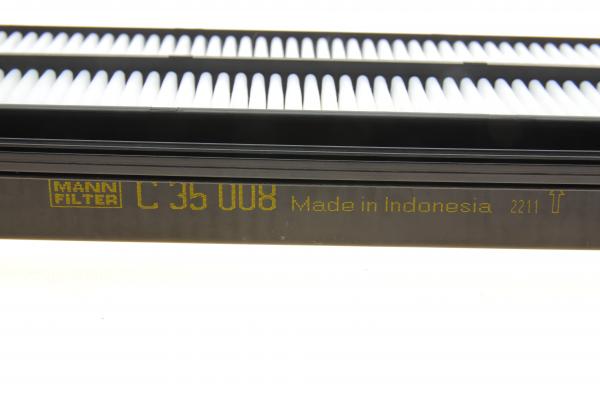 MANN
FILTER
C 35 008 Made in Indonesia 2211